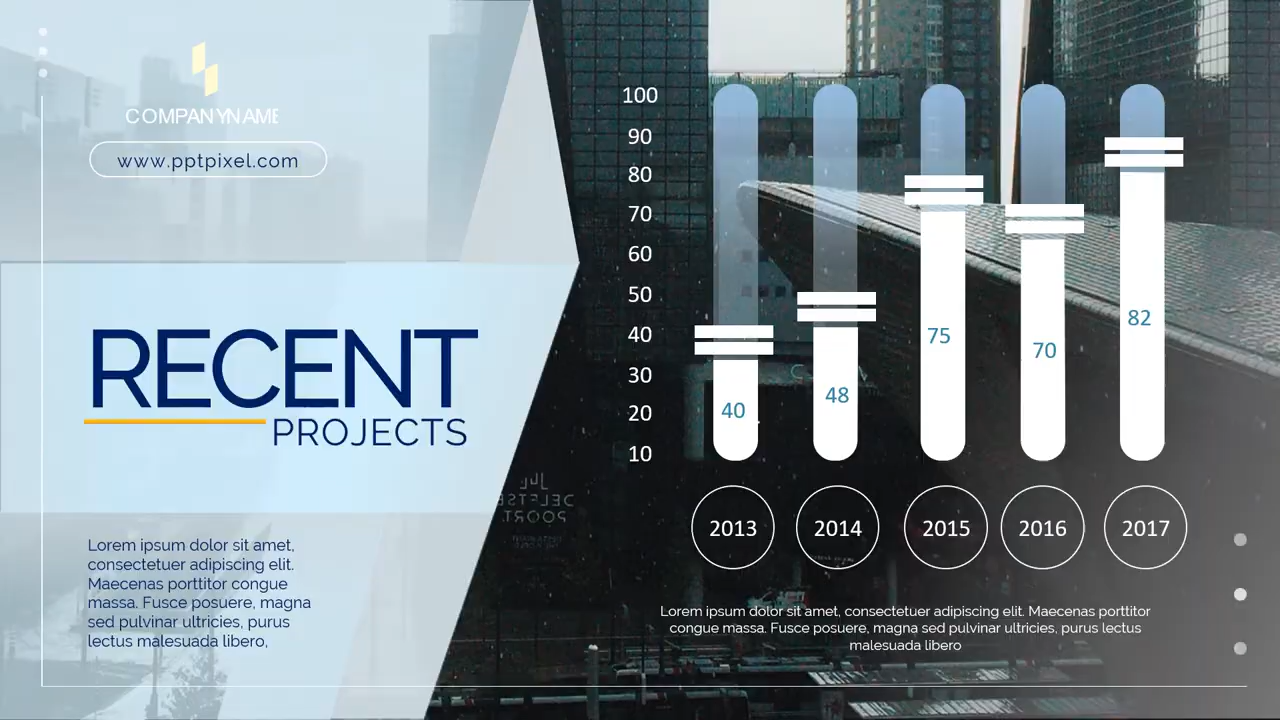 COMPANYNAME
www.pptpixel.com
RECENT
PROJECTS
Lorem ipsum dolor sit amet,
consectetuer adipiscing elit.
Maecenas porttitor congue
massa. Fusce posuere, magna
sed pulvinar ultricies, purus
lectus malesuada libero,
100
90
80
70
60
50
40
30
20
10
40
48
75
70
82
2013
2014
2015
2016
2017
Lorem ipsum dolor sit amet, consectetuer adipiscing elit. Maecenas porttitor
congue massa. Fusce posuere, magna sed pulvinar ultricies, purus lectus
malesuada libero